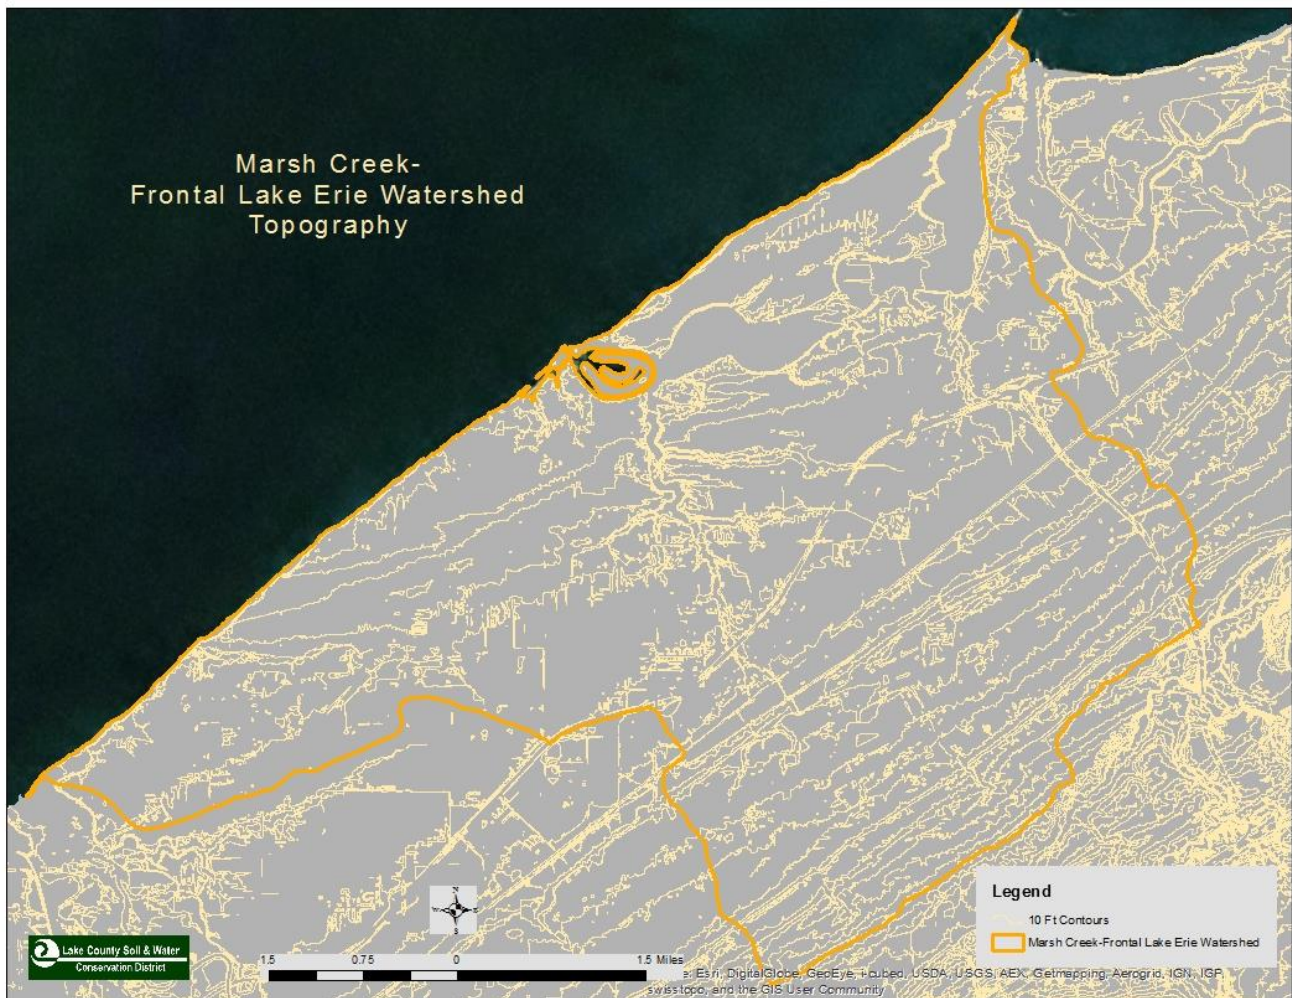 Marsh Creek-
Frontal Lake Erie Watershed
Topography
Legend
10 Ft Contours
Marsh Creek-Frontal Lake Erie Watershed
N
S
Lake County Soil & Water
Conservation District
1.5 0.75 0 1.5 Miles
Esri, DigitalGlobe, GeoEye, i-cubed, USDA, USGS, AEX, Getmapping, Aerogrid, IGN, IGP,
swisstopo, and the GIS User Community